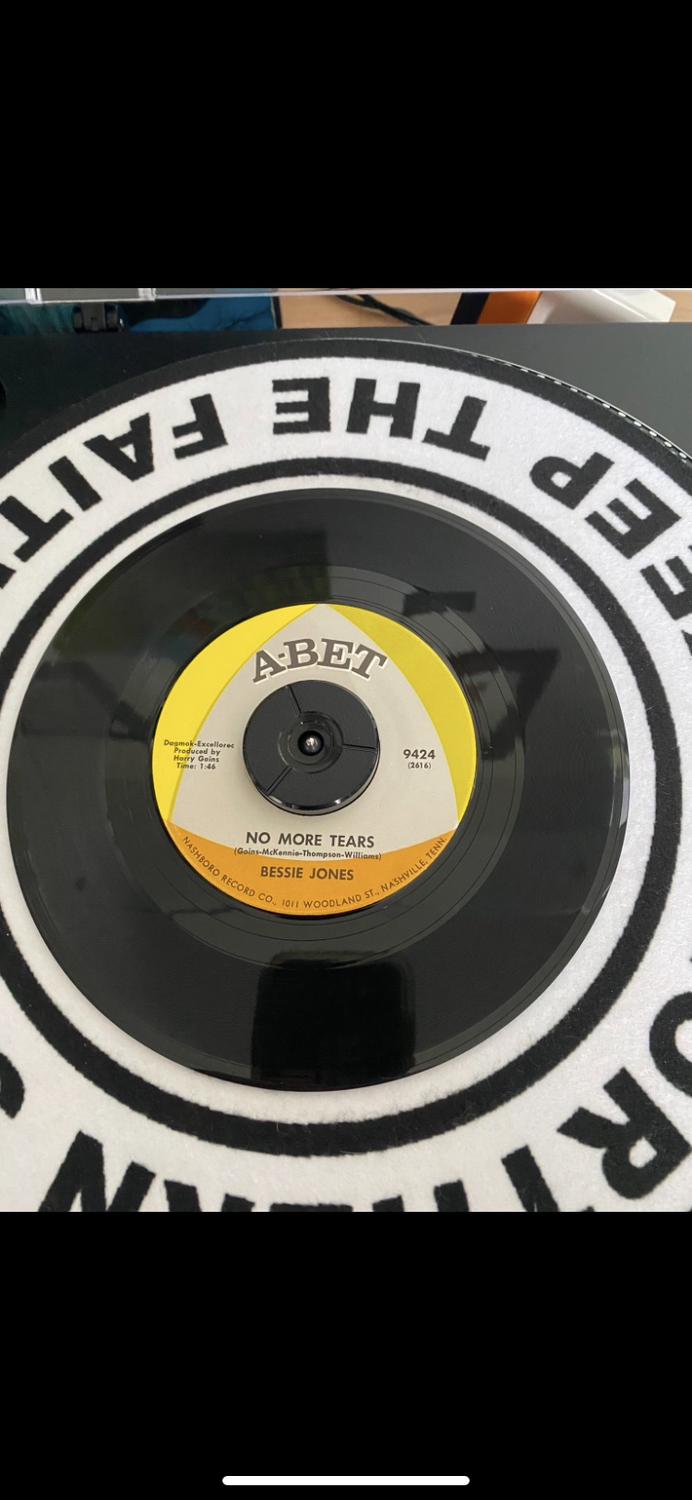 KEEP THE FAITH
NORTHERN S
A-BET
Dagmok-Excellorec
Produced by
Harry Gains
Time: 1:46
9424
(2616)
NO MORE TEARS
(Goins-McKennie-Thompson-Williams)
BESSIE JONES
NASHBORO RECORD CO., 1011 WOODLAND ST., NASHVILLE, TENN.